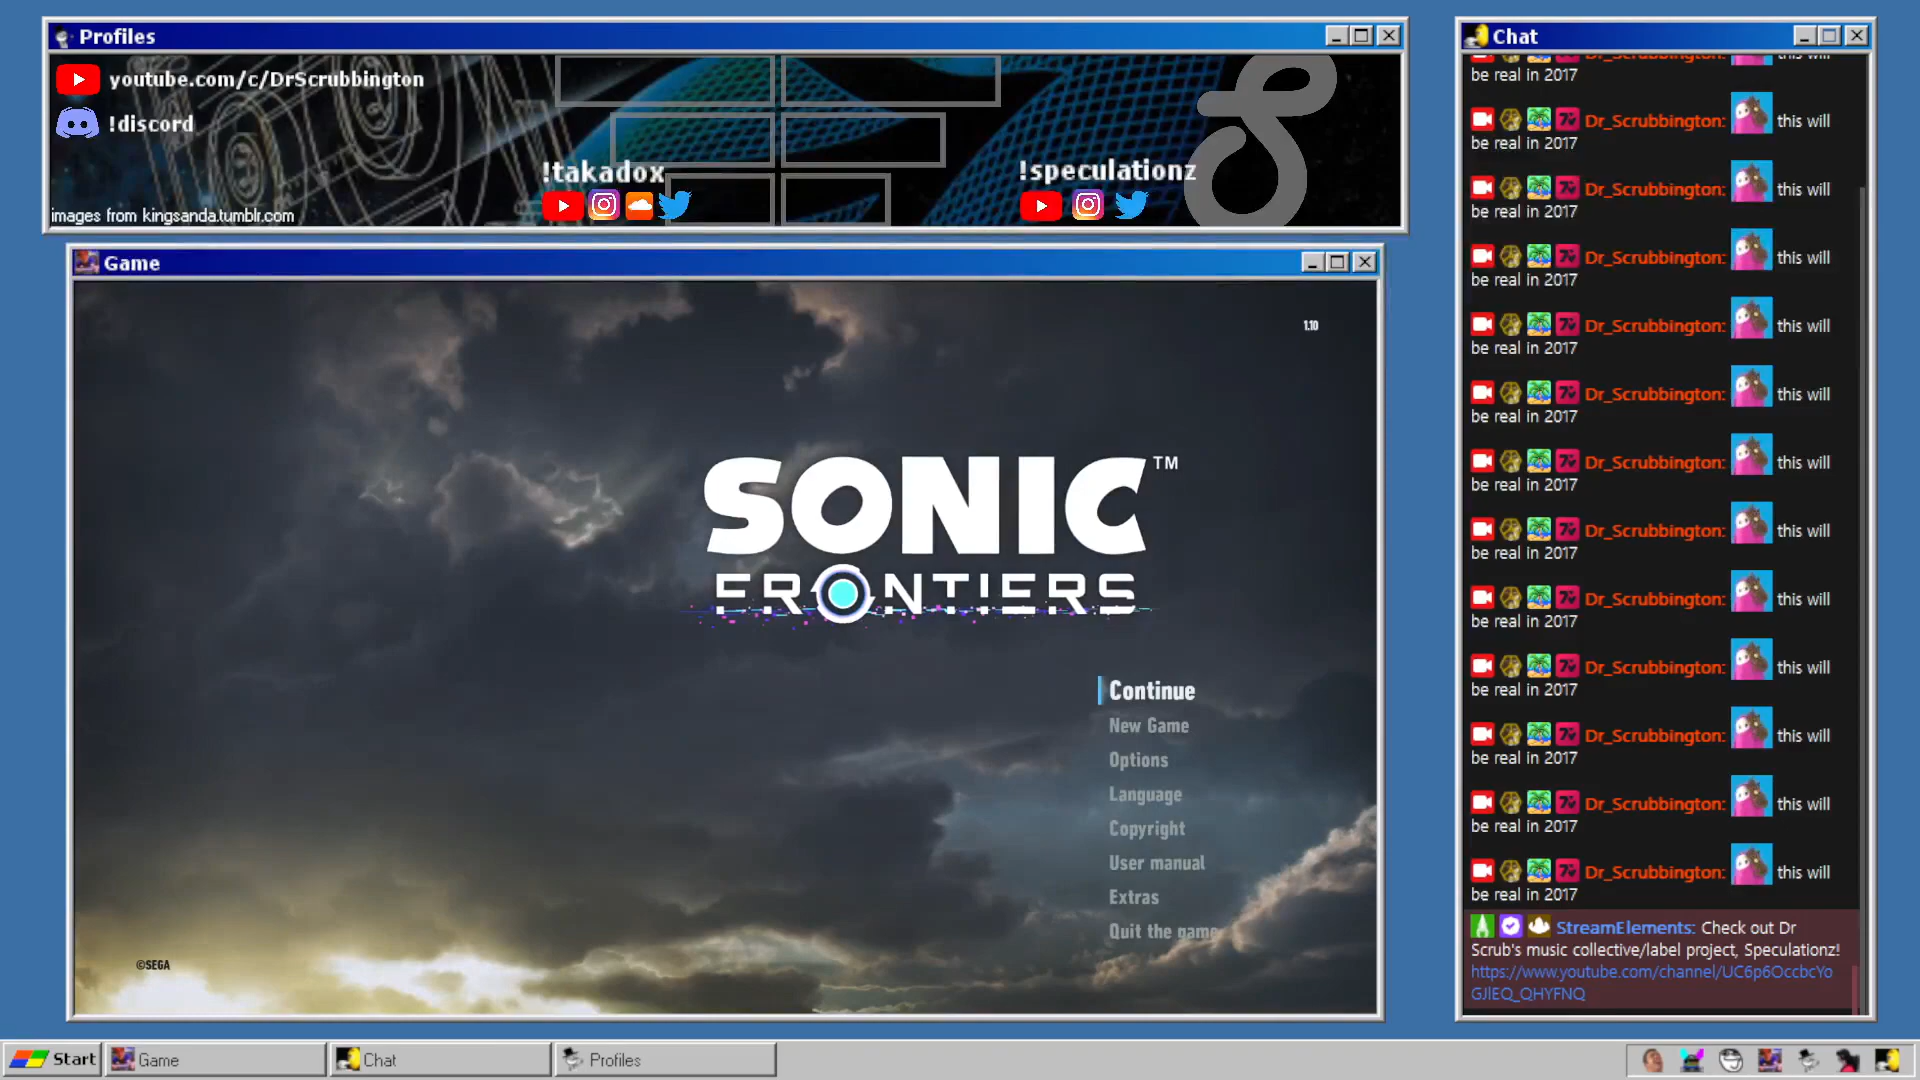 Profiles
youtube.com/c/DrScrubbington
!discord
!takadox
!speculationz
images from kingsanda.tumblr.com
Game
1.10
SONIC™
FRONTIERS
Continue
New Game
Options
Language
Copyright
User manual
Extras
Quit the game
©SEGA
Chat
be real in 2017
Dr_Scrubbington: this will
be real in 2017
Dr_Scrubbington: this will
be real in 2017
Dr_Scrubbington: this will
be real in 2017
Dr_Scrubbington: this will
be real in 2017
Dr_Scrubbington: this will
be real in 2017
Dr_Scrubbington: this will
be real in 2017
Dr_Scrubbington: this will
be real in 2017
Dr_Scrubbington: this will
be real in 2017
Dr_Scrubbington: this will
be real in 2017
Dr_Scrubbington: this will
be real in 2017
Dr_Scrubbington: this will
be real in 2017
Dr_Scrubbington: this will
be real in 2017
StreamElements: Check out Dr
Scrub's music collective/label project, Speculationz!
https://www.youtube.com/channel/UC6p6OccbcYo
GJlEQ_QHYFNQ
Start
Game
Chat
Profiles